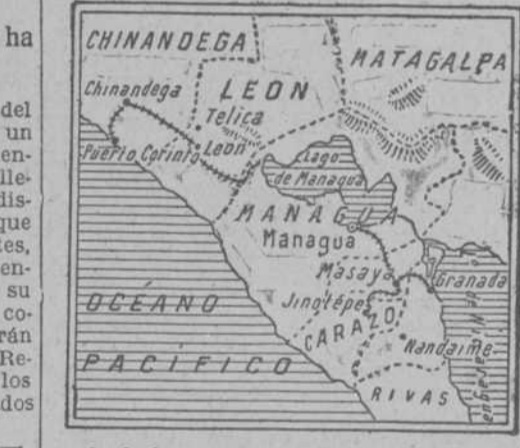 ha
del
un
en-
lle-
dis-
que
tes,
en-
su
co-
rán
Re-
los
dos
CHINANDEGA
MATAGALPA
Chinandega
LEON
Telica
Puerto Corinto
León
Lago
de Managua
MANAGUA
Managua
Masaya
Granada
Jinotepe
OCÉANO
CARAZO
Nandaime
PACÍFICO
RIVAS